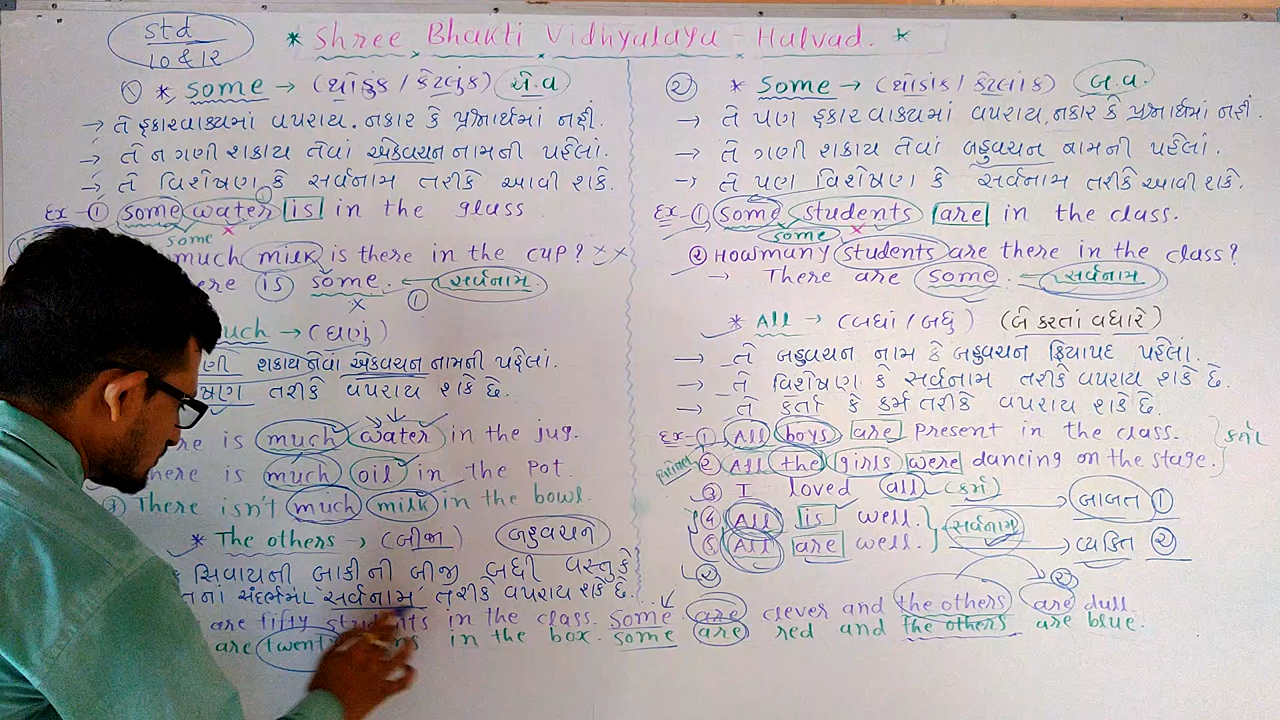 Std
10 & 12
* Shree Bhakti Vidhyalaya - Halvad. *
① * Some → (થોડુંક / કેટલુંક) એ.વ
→ તે હકારવાક્યમાં વપરાય. નકાર કે પ્રશ્નાર્થમાં નહીં.
→ તે ન ગણી શકાય તેવાં એકવચન નામની પહેલાં.
→ તે વિશેષણ કે સર્વનામ તરીકે આવી શકે.
Ex-① some water is in the glass
some
much milk is there in the cup?
is some. ← સર્વનામ
① 
→ (ઘણું)
શકાય તેવાં એકવચન નામની પહેલાં.
તરીકે વપરાય શકે છે.
is much water in the jug.
is much oil in the pot.
There isn't much milk in the bowl.
* The others → (બીજા) બહુવચન
સિવાયની બાકીની બીજી બધી વસ્તુ કે
સંદર્ભમાં સર્વનામ તરીકે વપરાય શકે છે.
are fifty students in the class. some are clever and the others are dull.
are in the box. some are red and the others are blue.
② * Some → (થોડાંક / કેટલાંક) બ.વ
→ તે પણ હકારવાક્યમાં વપરાય, નકાર કે પ્રશ્નાર્થમાં નહીં.
→ તે ગણી શકાય તેવાં બહુવચન નામની પહેલાં.
→ તે પણ વિશેષણ કે સર્વનામ તરીકે આવી શકે.
Ex-① Some students are in the class.
some
② How many students are there in the class?
→ There are some. ← સર્વનામ
* All → (બધાં / બધું) (બે કરતાં વધારે)
→ તે બહુવચન નામ કે બહુવચન ક્રિયાપદ પહેલાં.
→ તે વિશેષણ કે સર્વનામ તરીકે વપરાય શકે છે.
→ તે કર્તા કે કર્મ તરીકે વપરાય શકે છે.
Ex-① All boys are present in the class.
② All the girls were dancing on the stage. કર્તા
③ I loved all (કર્મ)
④ All is well. સર્વનામ → બાબત ①
⑤ All are well. → વ્યક્તિ ②
② ②